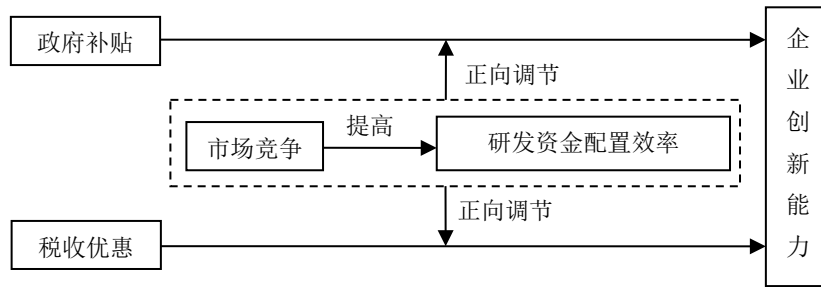 政府补贴
正向调节
市场竞争
提高
研发资金配置效率
正向调节
税收优惠
企业创新能力